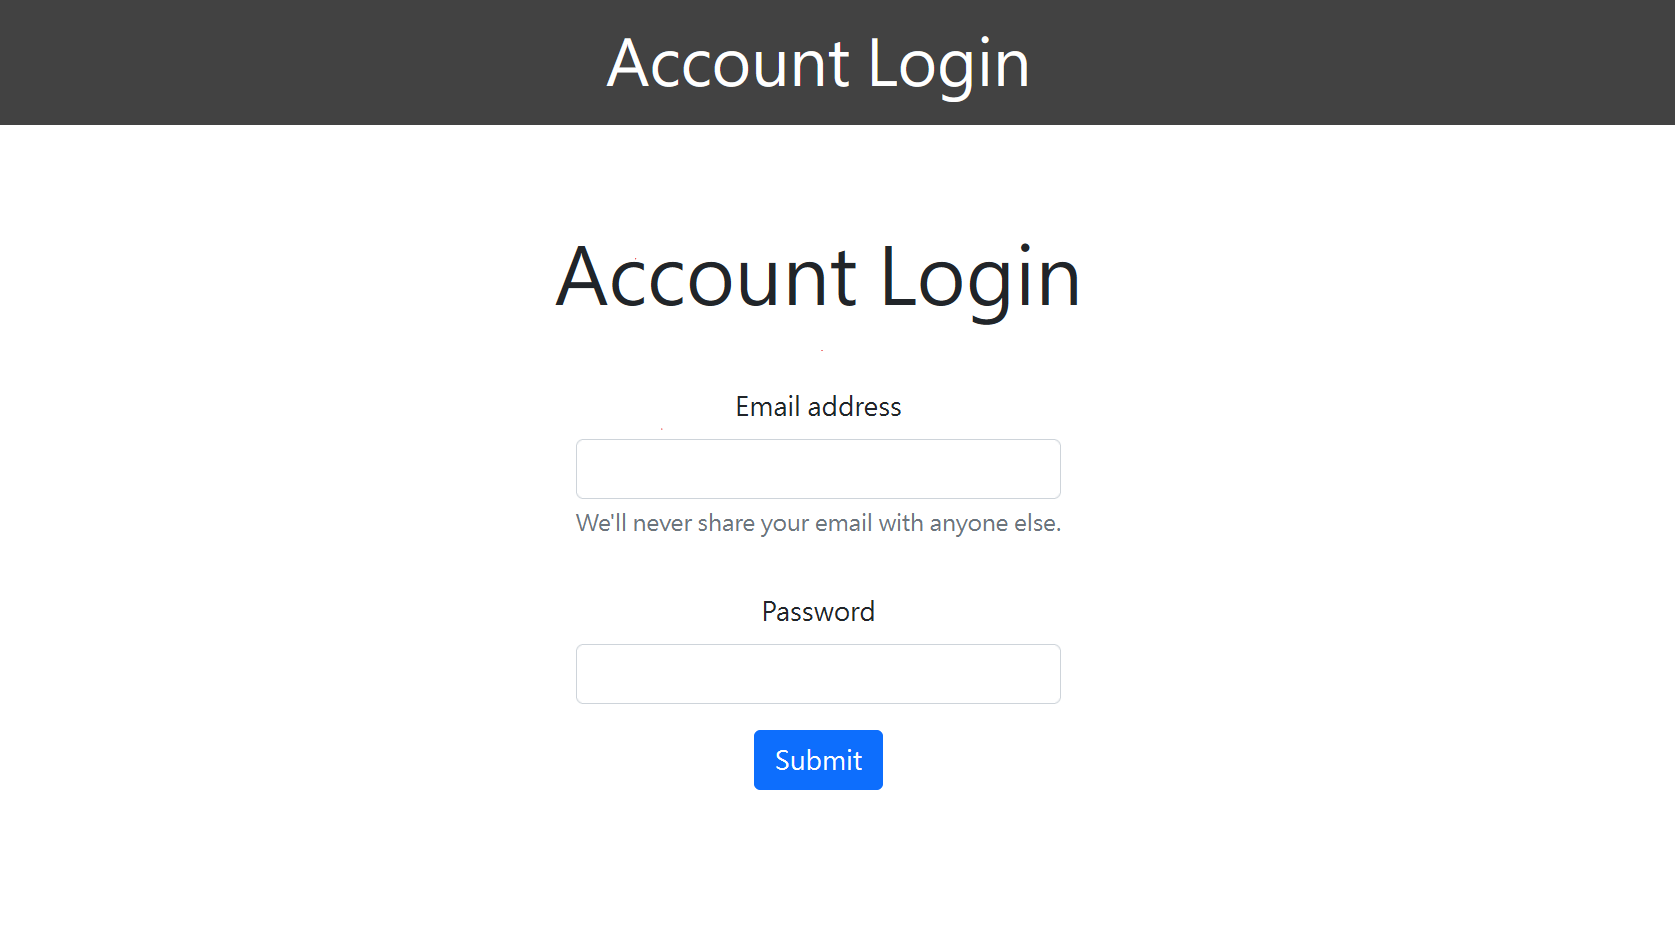 Account Login
Account Login
Email address
We'll never share your email with anyone else.
Password
Submit